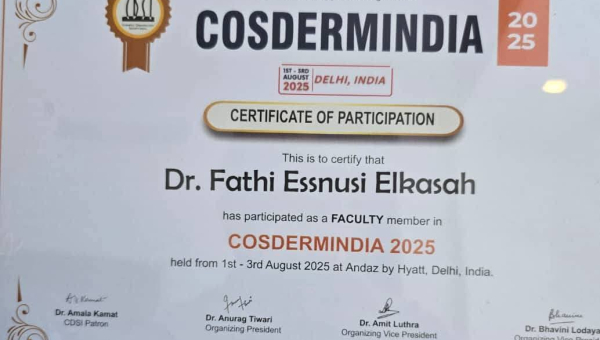 COSDERMINDIA
20
25
1ST - 3RD
AUGUST
2025
DELHI, INDIA
CERTIFICATE OF PARTICIPATION
This is to certify that
Dr. Fathi Essnusi Elkasah
has participated as a FACULTY member in
COSDERMINDIA 2025
held from 1st - 3rd August 2025 at Andaz by Hyatt, Delhi, India.
Dr. Amala Kamat
CDSI Patron
Dr. Anurag Tiwari
Organizing President
Dr. Amit Luthra
Organizing Vice President
Dr. Bhavini Lodaya